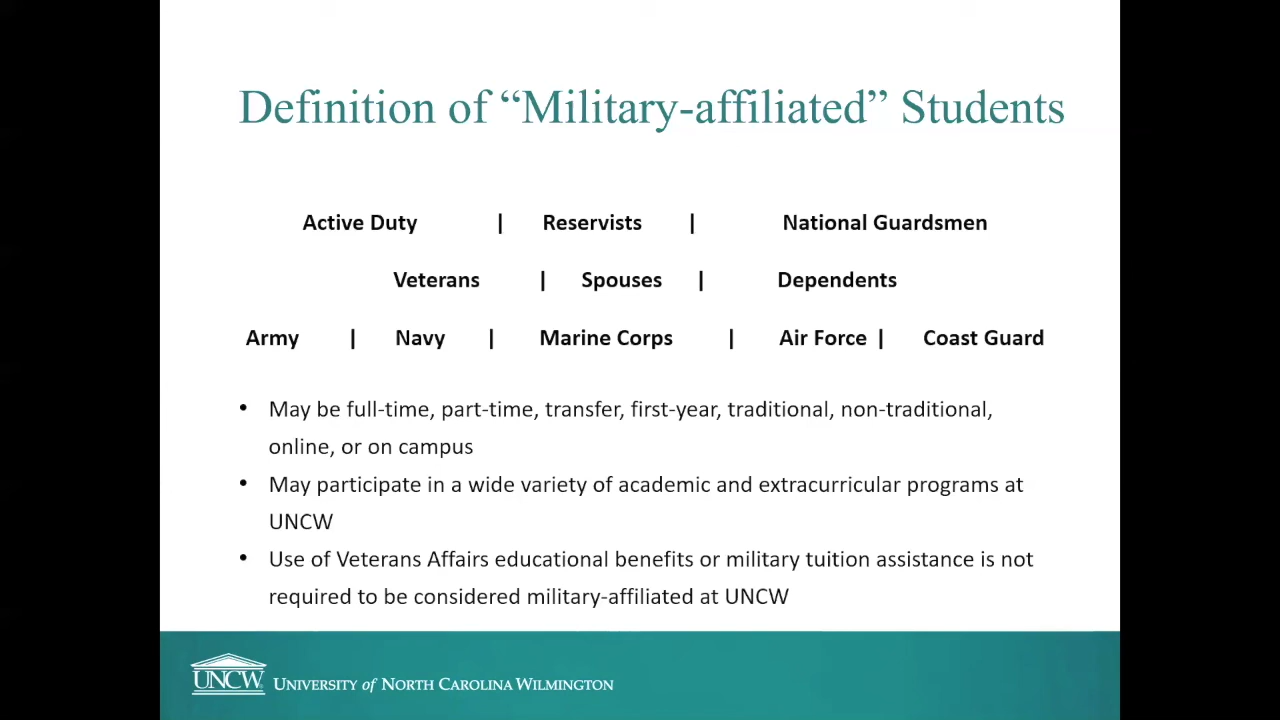 Definition of “Military-affiliated” Students
Active Duty | Reservists | National Guardsmen
Veterans | Spouses | Dependents
Army | Navy | Marine Corps | Air Force | Coast Guard
• May be full-time, part-time, transfer, first-year, traditional, non-traditional,
online, or on campus
• May participate in a wide variety of academic and extracurricular programs at
UNCW
• Use of Veterans Affairs educational benefits or military tuition assistance is not
required to be considered military-affiliated at UNCW
UNCW UNIVERSITY of NORTH CAROLINA WILMINGTON